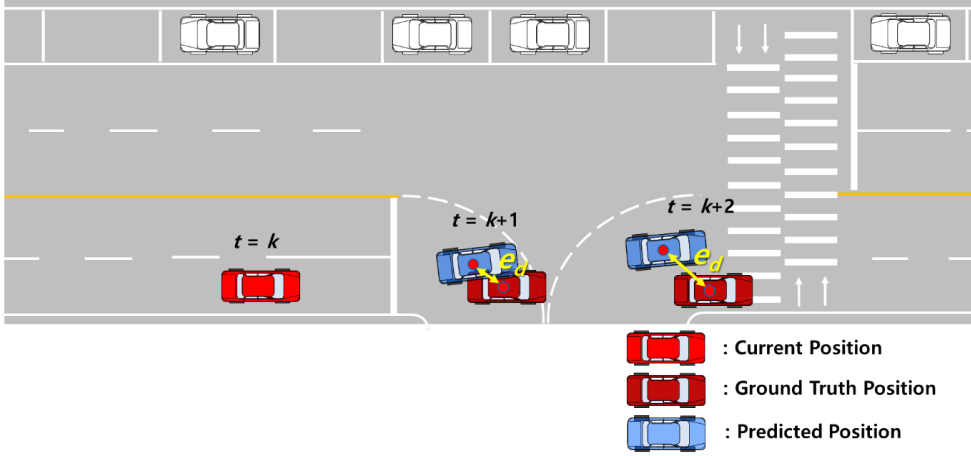 t = k+2
t = k+1
t = k
e_d
e_d
: Current Position
: Ground Truth Position
: Predicted Position